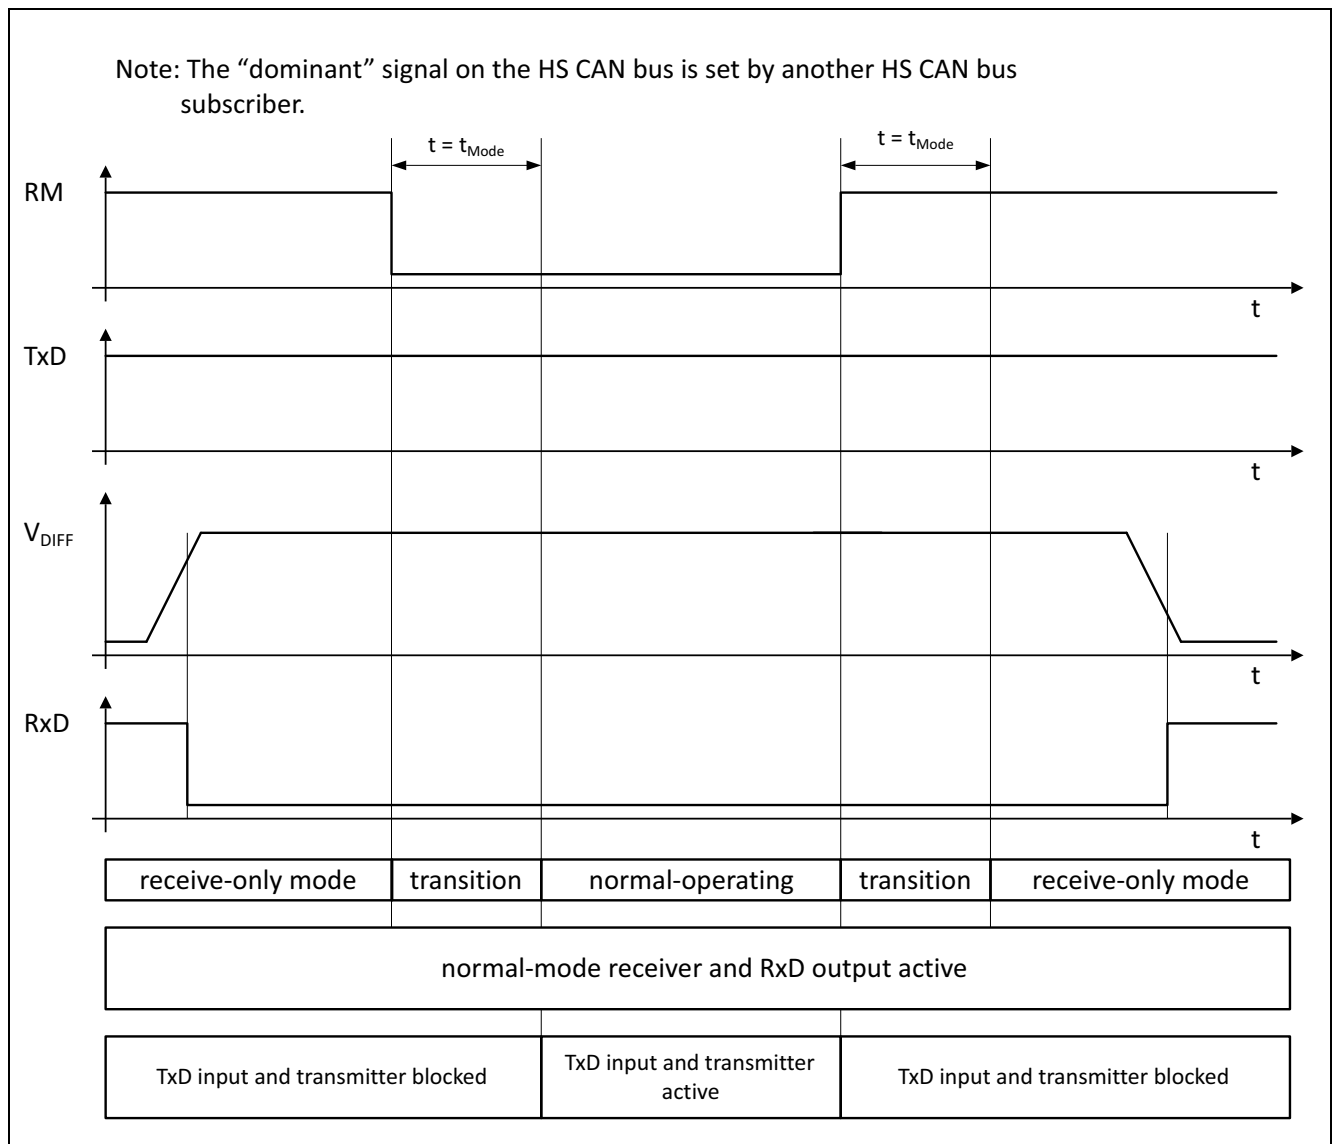 Note: The “dominant” signal on the HS CAN bus is set by another HS CAN bus
subscriber.
t = tMode
t = tMode
RM
t
TxD
t
VDIFF
t
RxD
t
receive-only mode
transition
normal-operating
transition
receive-only mode
normal-mode receiver and RxD output active
TxD input and transmitter blocked
TxD input and transmitter
active
TxD input and transmitter blocked